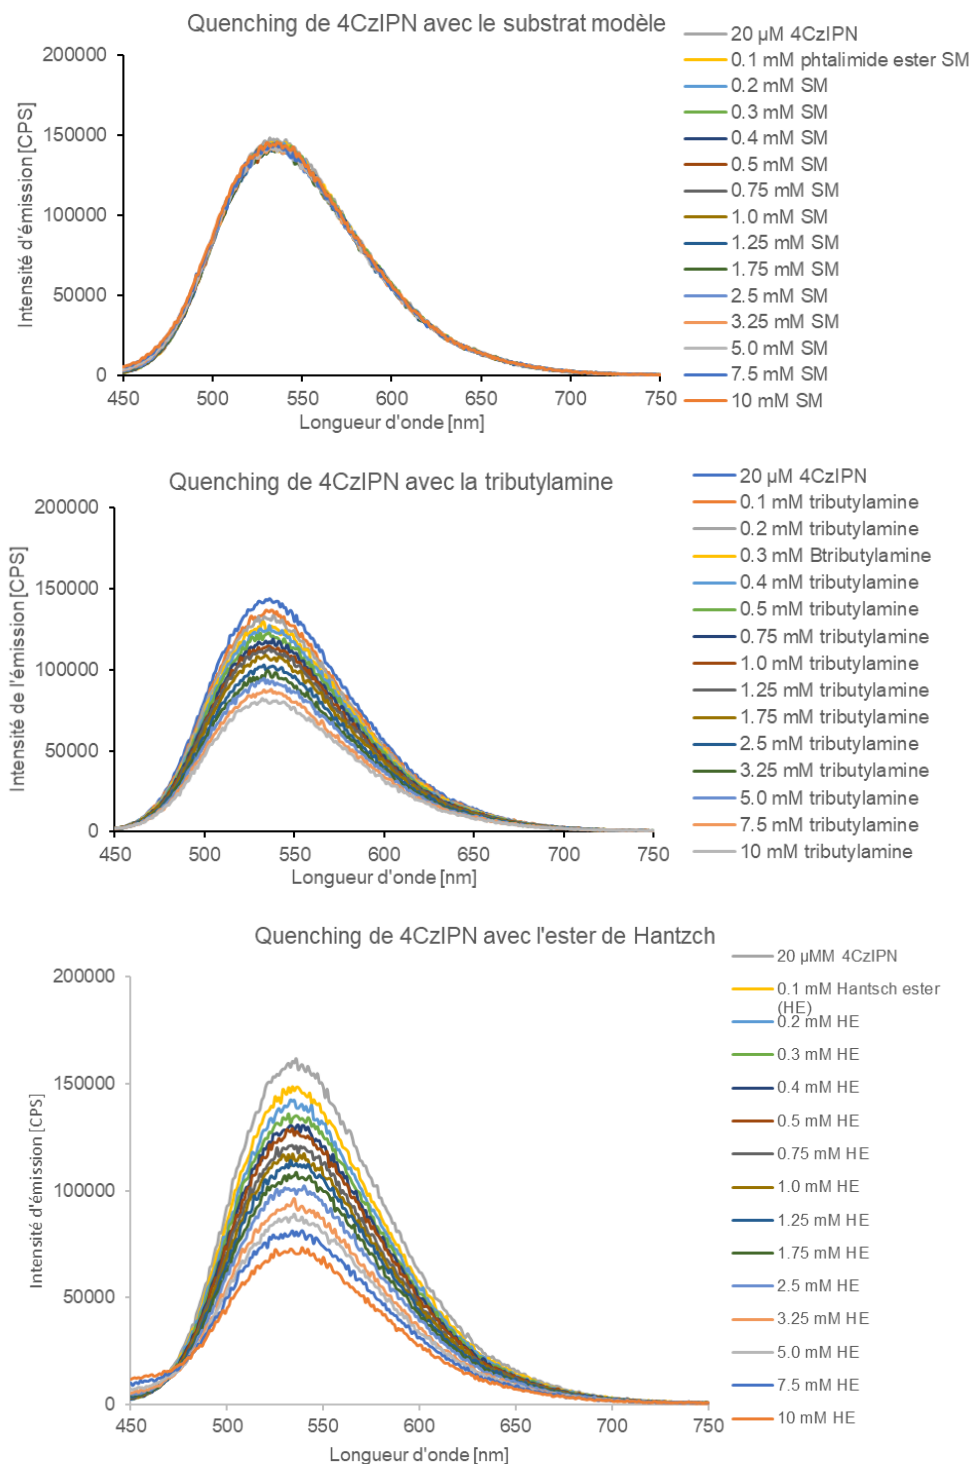 Quenching de 4CzIPN avec le substrat modèle
Intensité d'émission [CPS]
200000
150000
100000
50000
0
450 500 550 600 650 700 750
Longueur d'onde [nm]
20 µM 4CzIPN
0.1 mM phtalimide ester SM
0.2 mM SM
0.3 mM SM
0.4 mM SM
0.5 mM SM
0.75 mM SM
1.0 mM SM
1.25 mM SM
1.75 mM SM
2.5 mM SM
3.25 mM SM
5.0 mM SM
7.5 mM SM
10 mM SM
Quenching de 4CzIPN avec la tributylamine
Intensité de l'émission [CPS]
200000
150000
100000
50000
0
450 500 550 600 650 700 750
Longueur d'onde [nm]
20 µM 4CzIPN
0.1 mM tributylamine
0.2 mM tributylamine
0.3 mM Btributylamine
0.4 mM tributylamine
0.5 mM tributylamine
0.75 mM tributylamine
1.0 mM tributylamine
1.25 mM tributylamine
1.75 mM tributylamine
2.5 mM tributylamine
3.25 mM tributylamine
5.0 mM tributylamine
7.5 mM tributylamine
10 mM tributylamine
Quenching de 4CzIPN avec l'ester de Hantzch
Intensité d'émission [CPS]
200000
150000
100000
50000
0
450 500 550 600 650 700 750
Longueur d'onde [nm]
20 µMM 4CzIPN
0.1 mM Hantsch ester
(HE)
0.2 mM HE
0.3 mM HE
0.4 mM HE
0.5 mM HE
0.75 mM HE
1.0 mM HE
1.25 mM HE
1.75 mM HE
2.5 mM HE
3.25 mM HE
5.0 mM HE
7.5 mM HE
10 mM HE